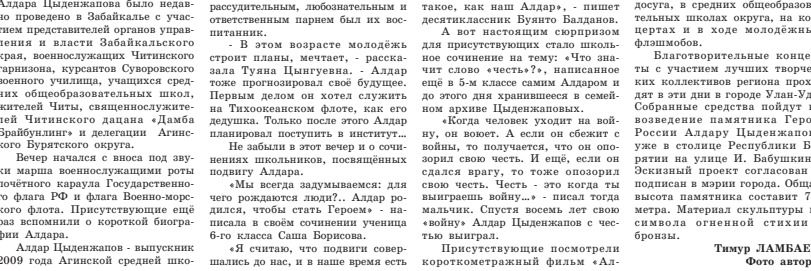 Алдара Цыденжапова было недав-
но проведено в Забайкалье с учас-
тием представителей органов управ-
ления и власти Забайкальского
края, военнослужащих Читинского
гарнизона, курсантов Суворовского
военного училища, учащихся сред-
них общеобразовательных школ,
жителей Читы, священнослужите-
лей Читинского дацана «Дамба
Брайбунлинг» и делегации Агинс-
кого Бурятского округа.
Вечер начался с вноса под зву-
ки марша военнослужащими роты
почётного караула Государственно-
го флага РФ и флага Военно-морс-
кого флота. Присутствующие ещё
раз вспомнили о короткой биогра-
фии Алдара.
Алдар Цыденжапов - выпускник
2009 года Агинской средней шко-
рассудительным, любознательным и
ответственным парнем был их вос-
питанник.
- В этом возрасте молодёжь
строит планы, мечтает, - расска-
зала Туяна Цынгуевна. - Алдар
тоже прогнозировал своё будущее.
Первым делом он хотел служить
на Тихоокеанском флоте, как его
дедушка. Только после этого Алдар
планировал поступить в институт...
Не забыли в этот вечер и о сочи-
нениях школьников, посвящённых
подвигу Алдара.
«Мы всегда задумываемся: для
чего рождаются люди?.. Алдар ро-
дился, чтобы стать Героем» - на-
писала в своём сочинении ученица
6-го класса Саша Борисова.
«Я считаю, что подвиги совер-
шались до нас, и в наше время есть
такое, как наш Алдар», - пишет
десятиклассник Буянто Балданов.
А вот настоящим сюрпризом
для присутствующих стало школь-
ное сочинение на тему: «Что зна-
чит слово «честь»?», написанное
ещё в 5-м классе самим Алдаром и
до этого дня хранившееся в семей-
ном архиве Цыденжаповых.
«Когда человек уходит на вой-
ну, он воюет. А если он сбежит с
войны, то получается, что он опо-
зорил свою честь. И ещё, если он
сдался врагу, то тоже опозорил
свою честь. Честь - это когда ты
выигрываешь войну...» - писал тогда
мальчик. Спустя восемь лет свою
«войну» Алдар Цыденжапов с чес-
тью выиграл.
Присутствующие посмотрели
короткометражный фильм «Ал-
досуга, в средних общеобразов
тельных школах округа, на ко
цертах и в ходе молодёжны
флэшмобов.
Благотворительные конце
ты с участием лучших творче
ких коллективов региона прох
дят в эти дни в городе Улан-Уд
Собранные средства пойдут
возведение памятника Геро
России Алдару Цыденжапов
уже в столице Республики Б
рятии на улице И. Бабушкин
Эскизный проект согласован
подписан в мэрии города. Обща
высота памятника составит 7
метра. Материал скульптуры
символа огненной стихии
бронзы.
Тимур ЛАМБАЕ
Фото автор